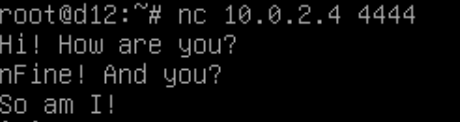 root@d12:~# nc 10.0.2.4 4444
Hi! How are you?
nFine! And you?
So am I!